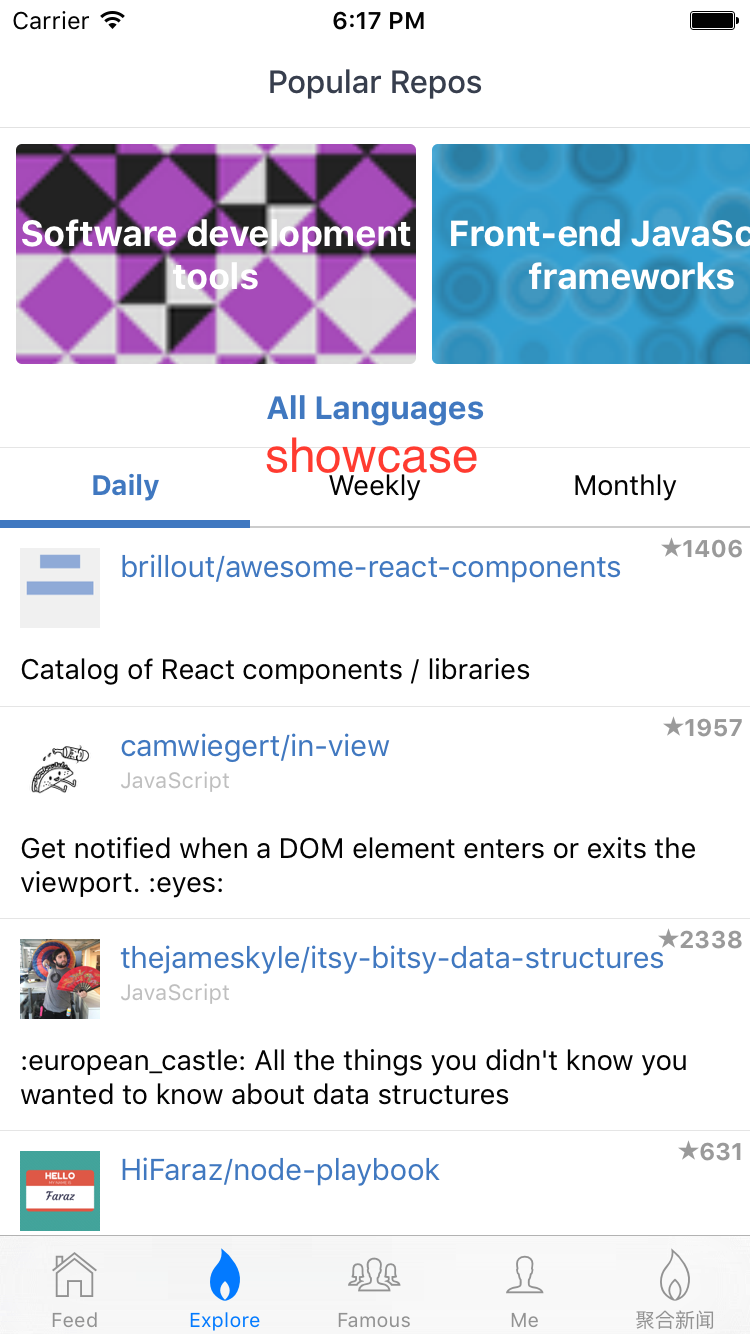 Carrier 6:17 PM
Popular Repos
Software development
tools
Front-end JavaSc
frameworks
All Languages
showcase
Daily Weekly Monthly
brillout/awesome-react-components ★1406
Catalog of React components / libraries
camwiegert/in-view ★1957
JavaScript
Get notified when a DOM element enters or exits the
viewport. :eyes:
thejameskyle/itsy-bitsy-data-structures ★2338
JavaScript
:european_castle: All the things you didn't know you
wanted to know about data structures
HiFaraz/node-playbook ★631
HELLO
MY NAME IS
Faraz
Feed Explore Famous Me 聚合新闻